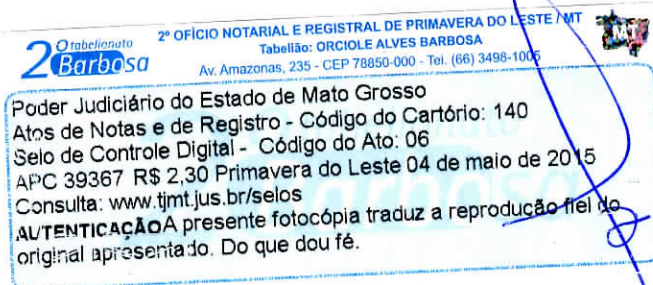 2º OFÍCIO NOTARIAL E REGISTRAL DE PRIMAVERA DO LESTE / MT
2 O tabelionato Barbosa
Tabelião: ORCIOLE ALVES BARBOSA
Av. Amazonas, 235 - CEP 78850-000 - Tel. (66) 3498-1005
MT
Poder Judiciário do Estado de Mato Grosso
Atos de Notas e de Registro - Código do Cartório: 140
Selo de Controle Digital - Código do Ato: 06
APC 39367 R$ 2,30 Primavera do Leste 04 de maio de 2015
Consulta: www.tjmt.jus.br/selos
AUTENTICAÇÃO A presente fotocópia traduz a reprodução fiel do
original apresentado. Do que dou fé.